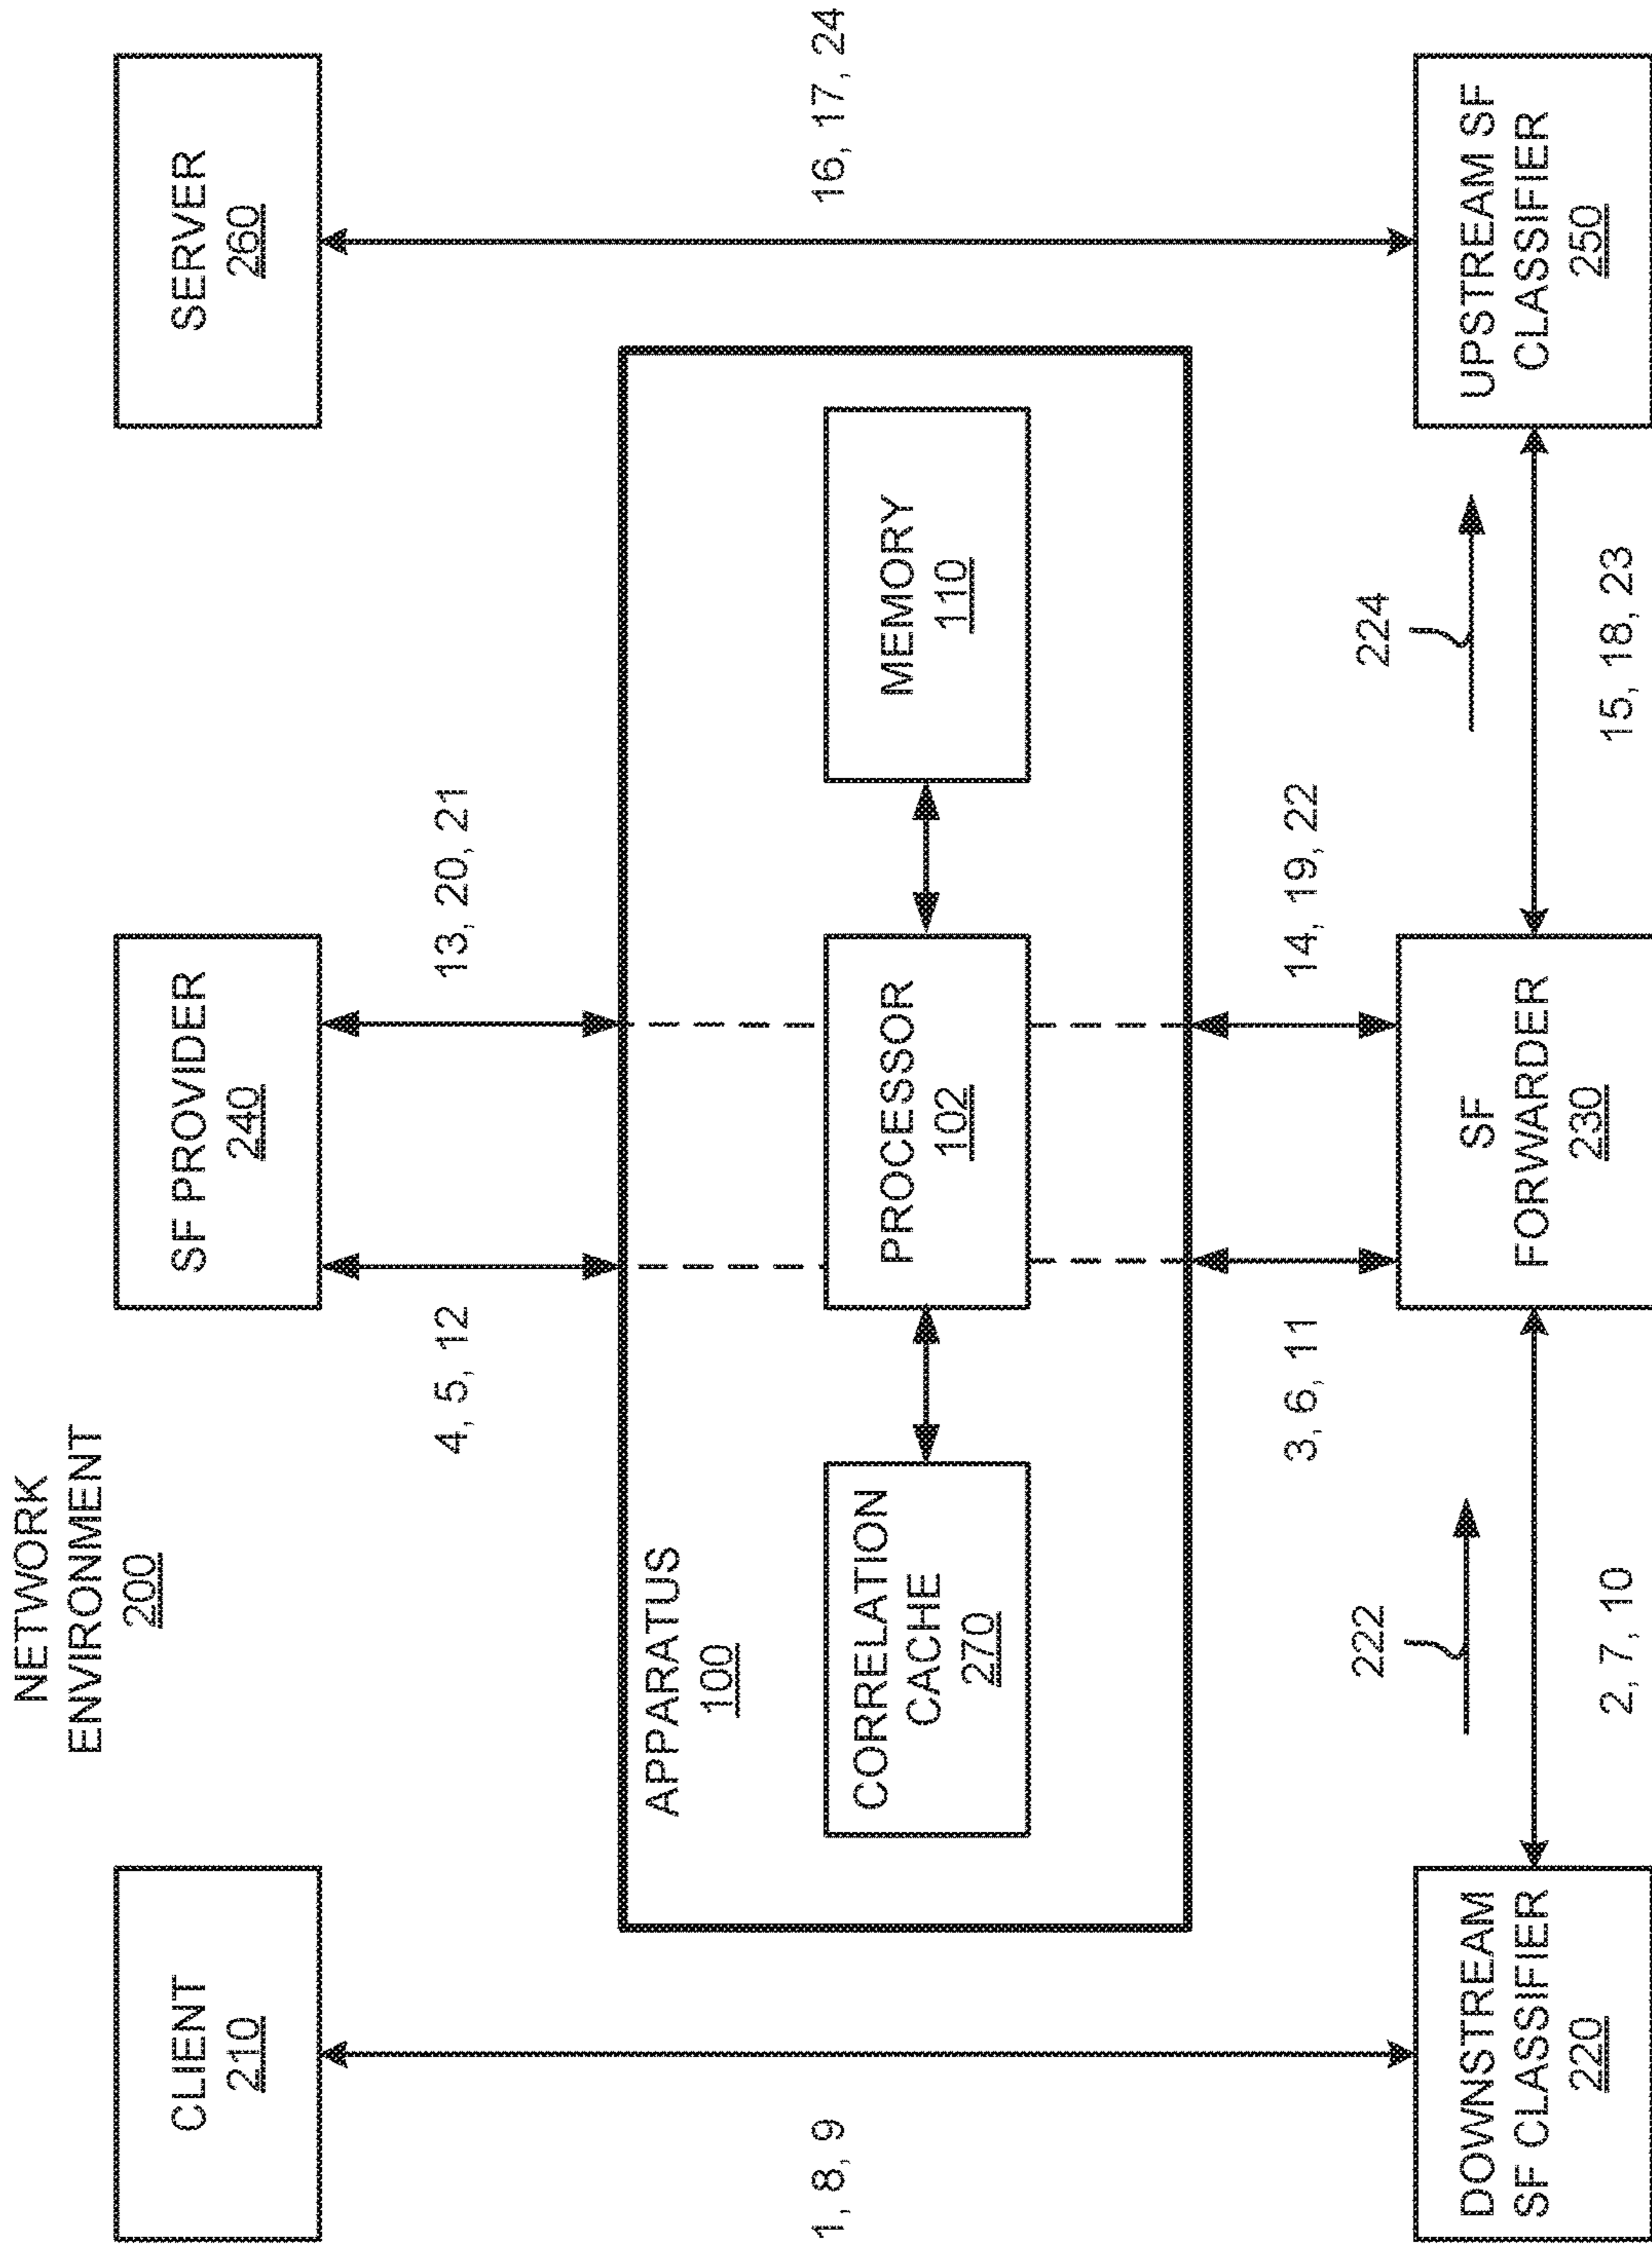 NETWORK
ENVIRONMENT
200
CLIENT
210
SF PROVIDER
240
SERVER
260
4, 5, 12
13, 20, 21
1, 8, 9
16, 17, 24
APPARATUS
100
CORRELATION
CACHE
270
PROCESSOR
102
MEMORY
110
3, 6, 11
14, 19, 22
222
224
DOWNSTREAM
SF CLASSIFIER
220
2, 7, 10
SF
FORWARDER
230
15, 18, 23
UPSTREAM SF
CLASSIFIER
250